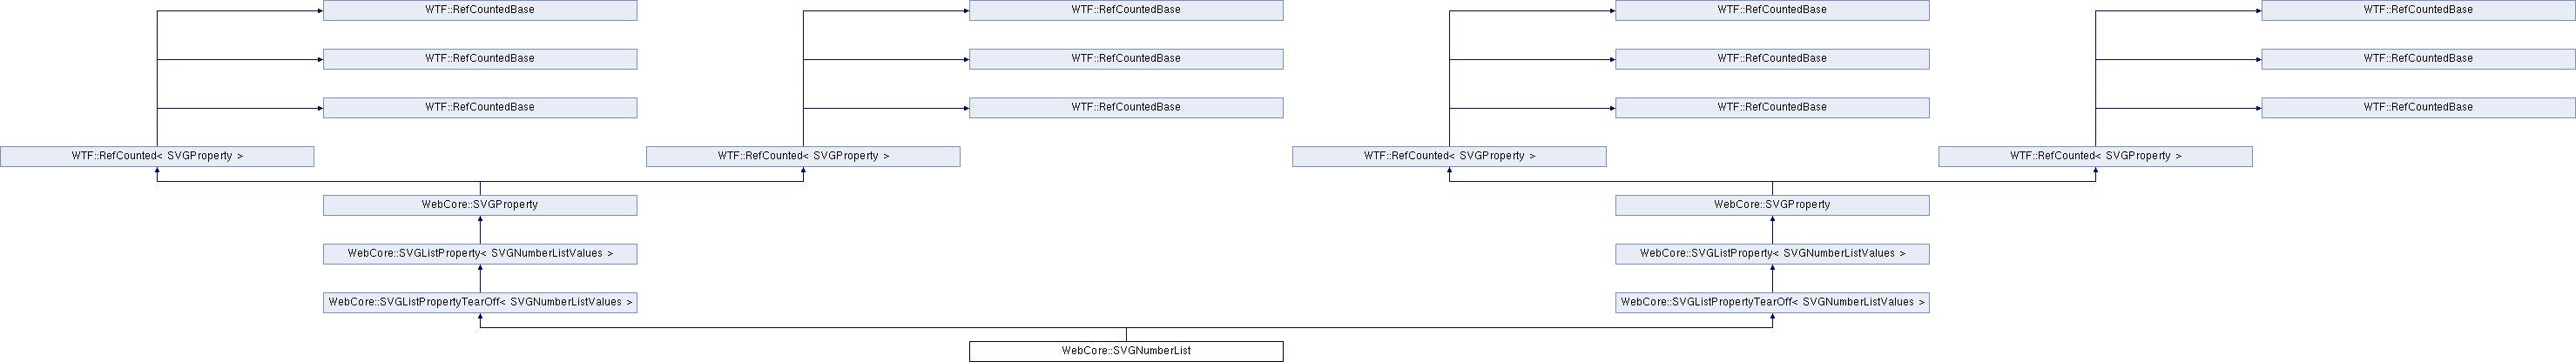 WTF::RefCountedBase WTF::RefCountedBase WTF::RefCountedBase WTF::RefCountedBase
WTF::RefCountedBase WTF::RefCountedBase WTF::RefCountedBase WTF::RefCountedBase
WTF::RefCountedBase WTF::RefCountedBase WTF::RefCountedBase WTF::RefCountedBase
WTF::RefCounted< SVGProperty > WTF::RefCounted< SVGProperty > WTF::RefCounted< SVGProperty > WTF::RefCounted< SVGProperty >
WebCore::SVGProperty WebCore::SVGProperty
WebCore::SVGListProperty< SVGNumberListValues > WebCore::SVGListProperty< SVGNumberListValues >
WebCore::SVGListPropertyTearOff< SVGNumberListValues > WebCore::SVGListPropertyTearOff< SVGNumberListValues >
WebCore::SVGNumberList